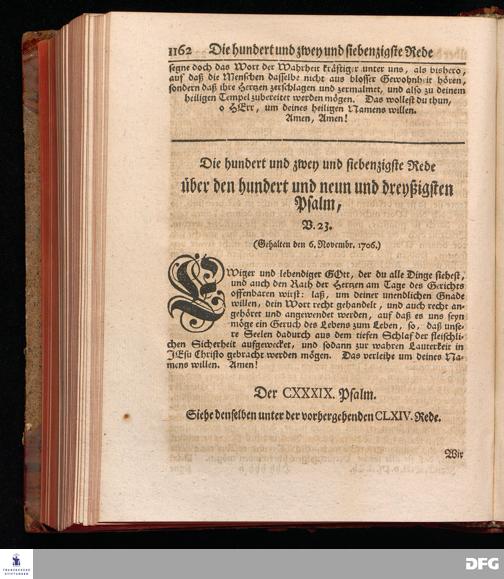 1162 Die hundert und zwey und siebenzigste Rede
segne doch das Wort der Wahrheit kräftiger unter uns, als bishero,
auf daß die Menschen dasselbe nicht aus blosser Gewohnheit hören,
sondern daß ihre Hertzen zerschlagen und zermalmet, und also zu deinem
heiligen Tempel zubereitet werden mögen. Das wollest du thun,
o HErr, um deines heiligen Namens willen.
Amen, Amen!
Die hundert und zwey und siebenzigste Rede
über den hundert und neun und dreyßigsten
Psalm,
V. 23.
(Gehalten den 6. Novembr. 1706.)
EWiger und lebendiger GOtt, der du alle Dinge siehest,
und auch den Rath der Hertzen am Tage des Gerichts
offenbaren wirst: laß, um deiner unendlichen Gnade
willen, dein Wort recht gehandelt, und auch recht an-
gehöret und angewendet werden, auf daß es uns seyn
möge ein Geruch des Lebens zum Leben, so, daß unse-
re Seelen dadurch aus dem tiefen Schlaf der fleischli-
chen Sicherheit aufgewecket, und sodann zur wahren Lauterkeit in
JEsu Christo gebracht werden mögen. Das verleihe um deines Na-
mens willen. Amen!
Der CXXXIX. Psalm.
Siehe denselben unter der vorhergehenden CLXIV. Rede.
Wir
FRANCKESCHE
STIFTUNGEN
DFG